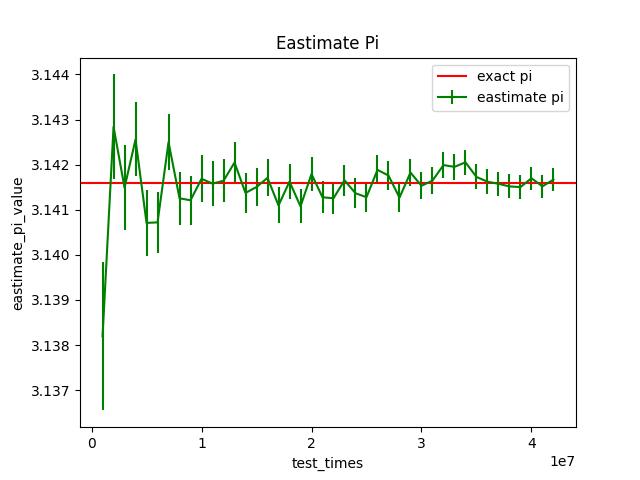 Eastimate Pi
3.144
3.143
3.142
3.141
3.140
3.139
3.138
3.137
eastimate_pi_value
exact pi
eastimate pi
0
1
2
3
4
1e7
test_times